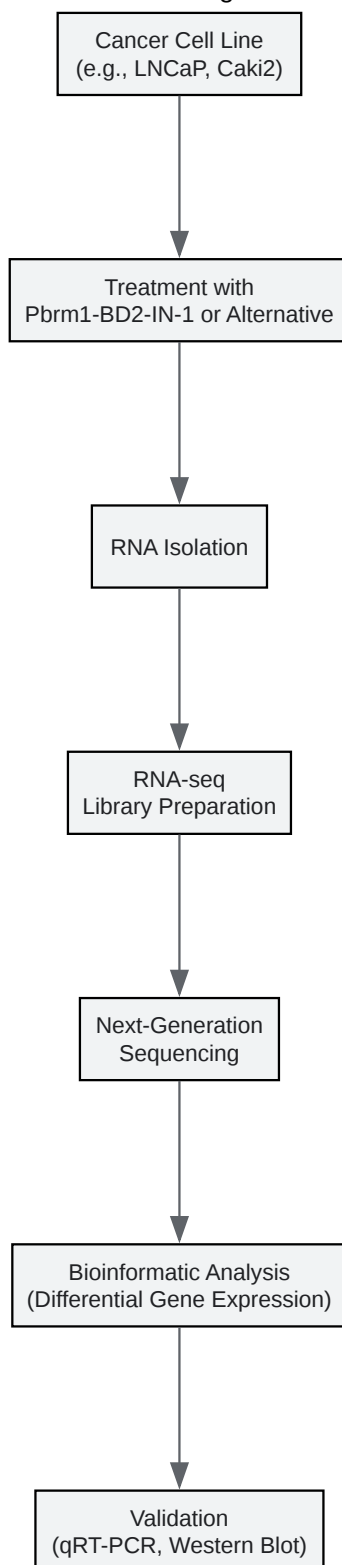 Cancer Cell Line
(e.g., LNCaP, Caki2)
Treatment with
Pbrm1-BD2-IN-1 or Alternative
RNA Isolation
RNA-seq
Library Preparation
Next-Generation
Sequencing
Bioinformatic Analysis
(Differential Gene Expression)
Validation
(qRT-PCR, Western Blot)